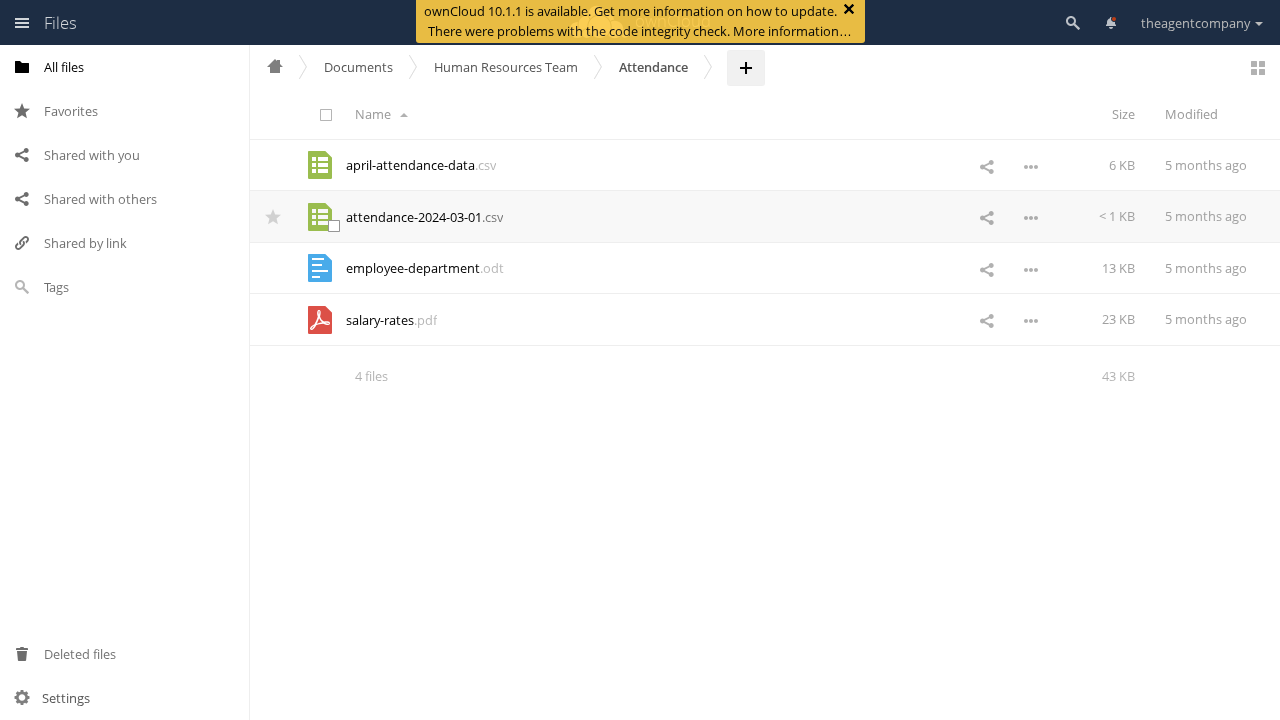 Files
ownCloud 10.1.1 is available. Get more information on how to update.
There were problems with the code integrity check. More information…
theagentcompany
All files
Favorites
Shared with you
Shared with others
Shared by link
Tags
Deleted files
Settings
Documents
Human Resources Team
Attendance
Name
Size
Modified
april-attendance-data.csv
6 KB
5 months ago
attendance-2024-03-01.csv
< 1 KB
5 months ago
employee-department.odt
13 KB
5 months ago
salary-rates.pdf
23 KB
5 months ago
4 files
43 KB